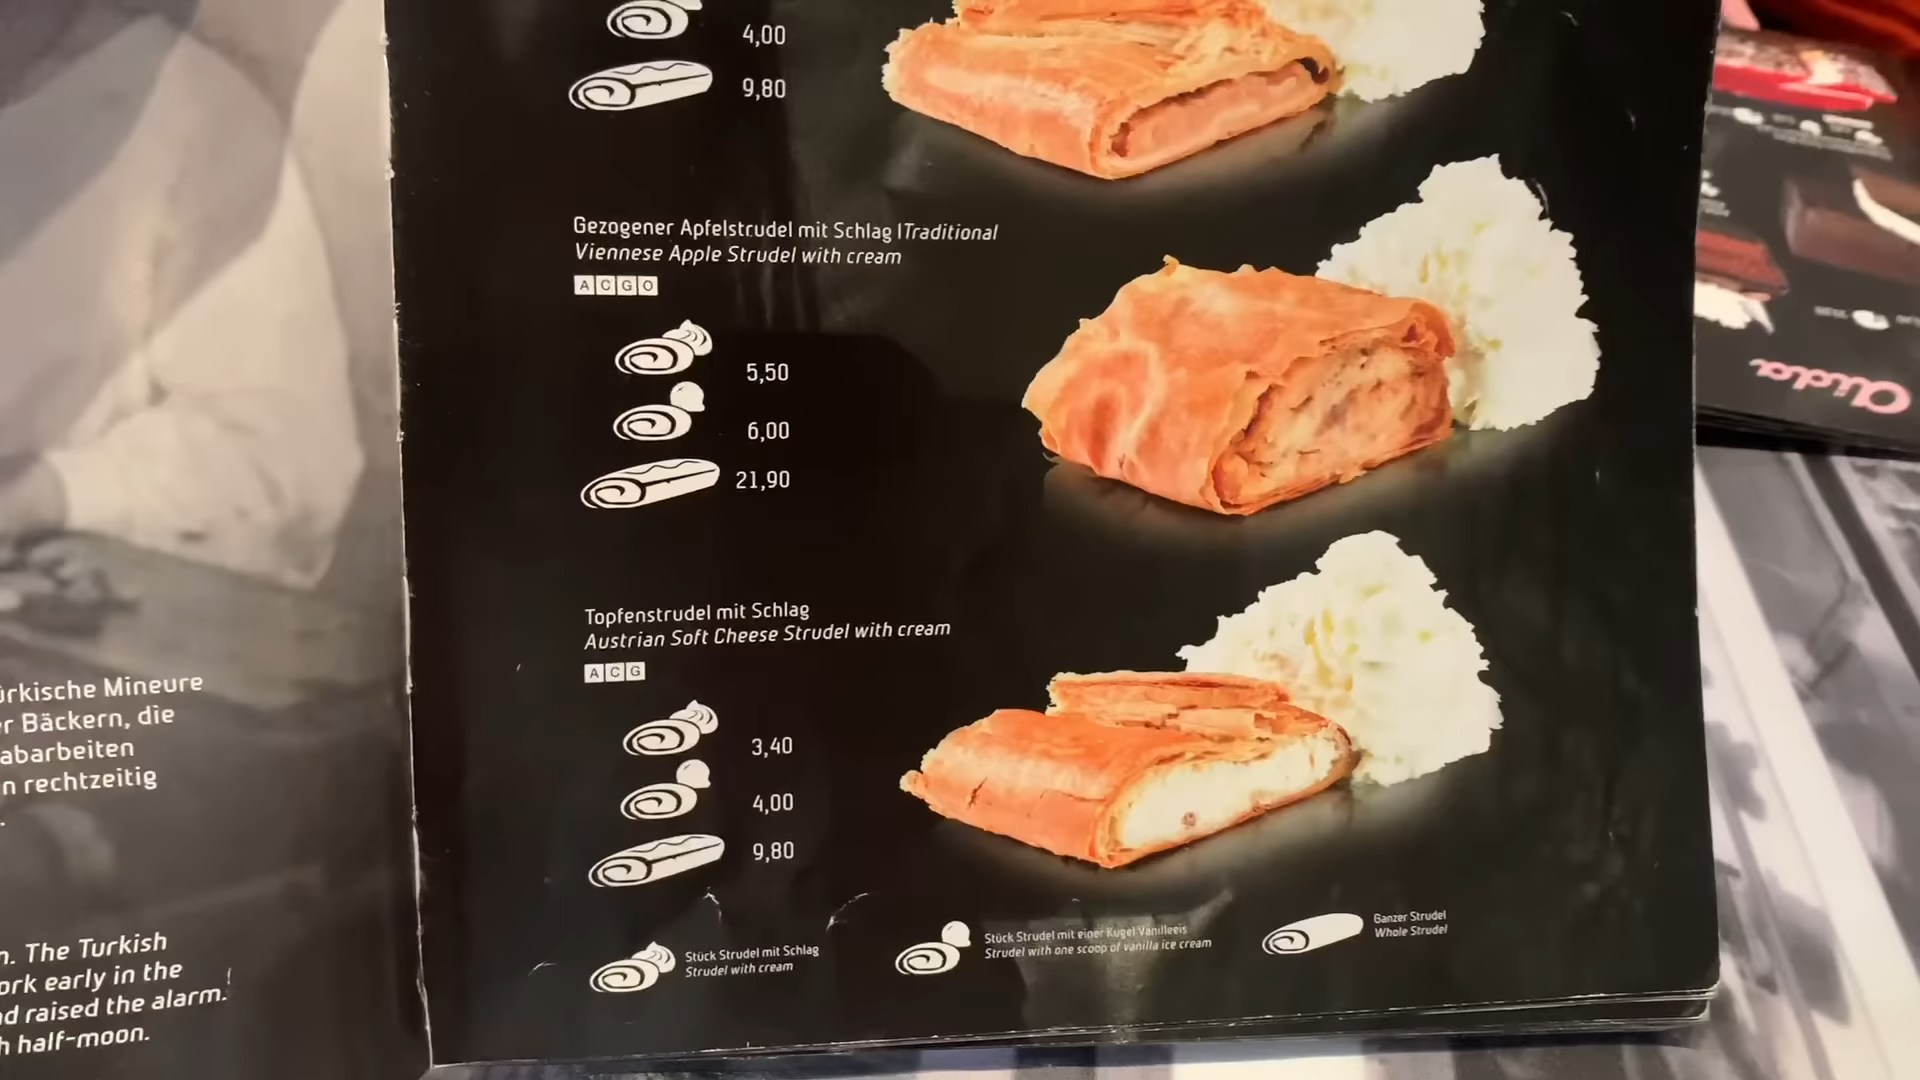 4,00
9,80
Gezogener Apfelstrudel mit Schlag | Traditional
Viennese Apple Strudel with cream
A C G O
5,50
6,00
21,90
Topfenstrudel mit Schlag
Austrian Soft Cheese Strudel with cream
A C G
3,40
4,00
9,80
Stück Strudel mit Schlag
Strudel with cream
Stück Strudel mit einer Kugel Vanilleeis
Strudel with one scoop of vanilla ice cream
Ganzer Strudel
Whole Strudel
Mineure
Bäckern, die
abarbeiten
rechtzeitig
The Turkish
early in the
raised the alarm.
half-moon.
aida